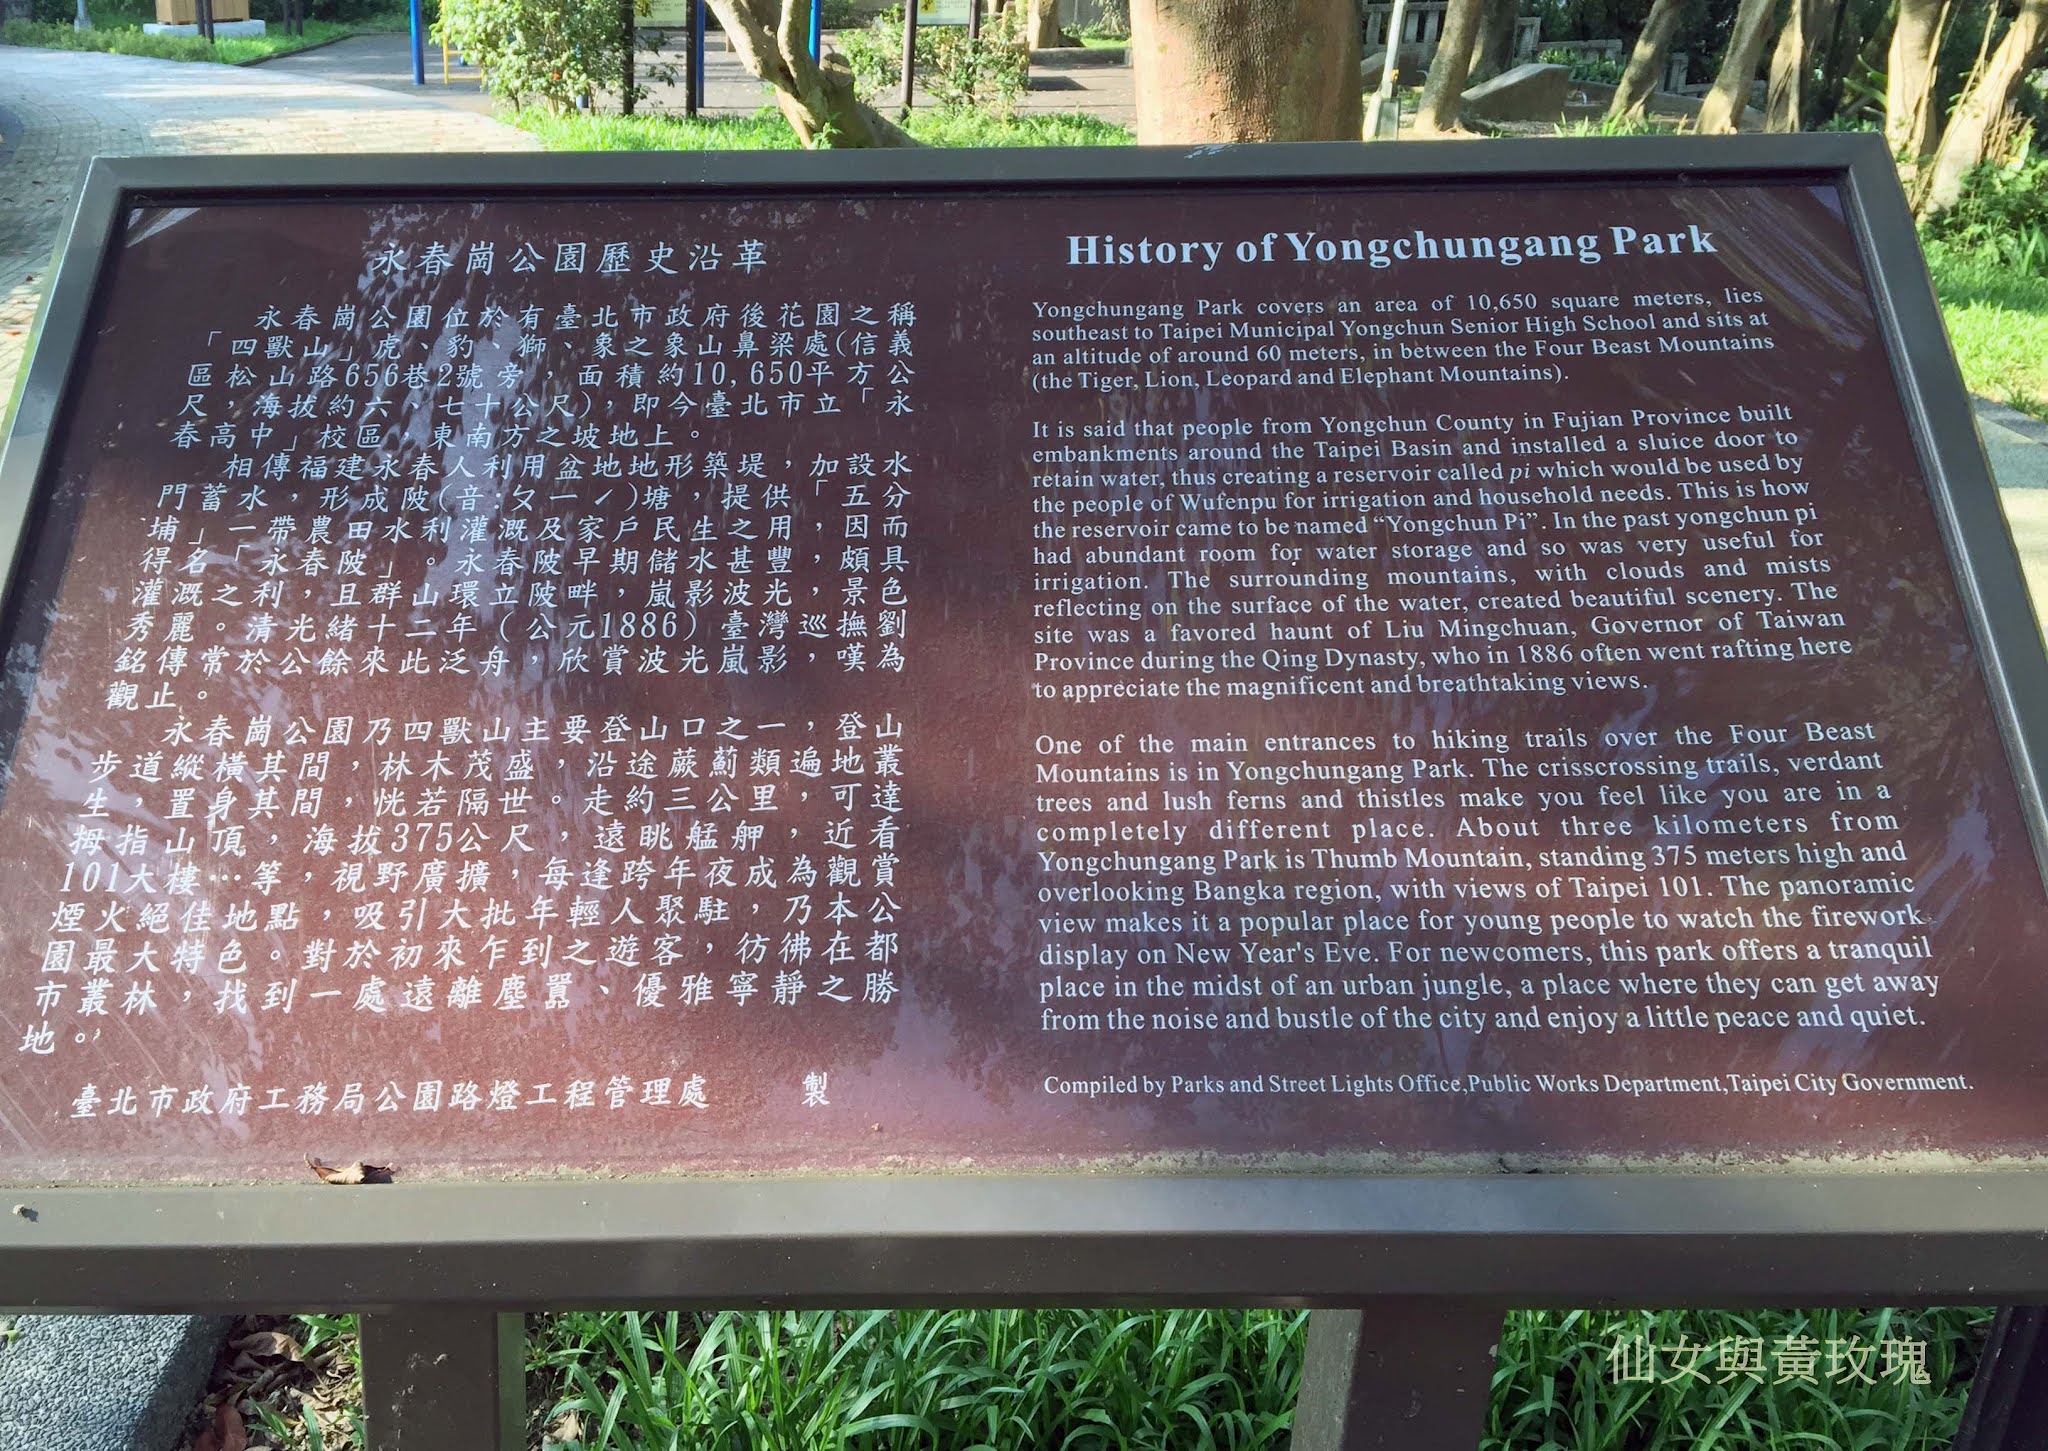 永春崗公園歷史沿革
永春崗公園位於有臺北市政府後花園之稱
「四獸山」虎、豹、獅、象之象山鼻梁處(信義
區松山路656巷2號旁，面積約10,650平方公
尺，海拔約六、七十公尺)，即今臺北市立「永
春高中」校區，東南方之坡地上。
相傳福建永春人利用盆地地形築堤，加設水
門蓄水，形成陂(音:ㄆㄧˊ)塘，提供「五分
埔」一帶農田水利灌溉及家戶民生之用，因而
得名「永春陂」。永春陂早期儲水甚豐，頗具
灌溉之利，且群山環立陂畔，嵐影波光，景色
秀麗。清光緒十二年（公元1886）臺灣巡撫劉
銘傳常於公餘來此泛舟，欣賞波光嵐影，嘆為
觀止。
永春崗公園乃四獸山主要登山口之一，登山
步道縱橫其間，林木茂盛，沿途蕨薊類遍地叢
生，置身其間，恍若隔世。走約三公里，可達
拇指山頂，海拔375公尺，遠眺艋舺，近看
101大樓…等，視野廣擴，每逢跨年夜成為觀賞
煙火絕佳地點，吸引大批年輕人聚駐，乃本公
園最大特色。對於初來乍到之遊客，彷彿在都
市叢林，找到一處遠離塵囂、優雅寧靜之勝
地。
臺北市政府工務局公園路燈工程管理處 製
History of Yongchungang Park
Yongchungang Park covers an area of 10,650 square meters, lies
southeast to Taipei Municipal Yongchun Senior High School and sits at
an altitude of around 60 meters, in between the Four Beast Mountains
(the Tiger, Lion, Leopard and Elephant Mountains).
It is said that people from Yongchun County in Fujian Province built
embankments around the Taipei Basin and installed a sluice door to
retain water, thus creating a reservoir called pi which would be used by
the people of Wufenpu for irrigation and household needs. This is how
the reservoir came to be named “Yongchun Pi”. In the past yongchun pi
had abundant room for water storage and so was very useful for
irrigation. The surrounding mountains, with clouds and mists
reflecting on the surface of the water, created beautiful scenery. The
site was a favored haunt of Liu Mingchuan, Governor of Taiwan
Province during the Qing Dynasty, who in 1886 often went rafting here
to appreciate the magnificent and breathtaking views.
One of the main entrances to hiking trails over the Four Beast
Mountains is in Yongchungang Park. The crisscrossing trails, verdant
trees and lush ferns and thistles make you feel like you are in a
completely different place. About three kilometers from
Yongchungang Park is Thumb Mountain, standing 375 meters high and
overlooking Bangka region, with views of Taipei 101. The panoramic
view makes it a popular place for young people to watch the firework
display on New Year's Eve. For newcomers, this park offers a tranquil
place in the midst of an urban jungle, a place where they can get away
from the noise and bustle of the city and enjoy a little peace and quiet.
Compiled by Parks and Street Lights Office,Public Works Department,Taipei City Government.
仙女與黃玫瑰